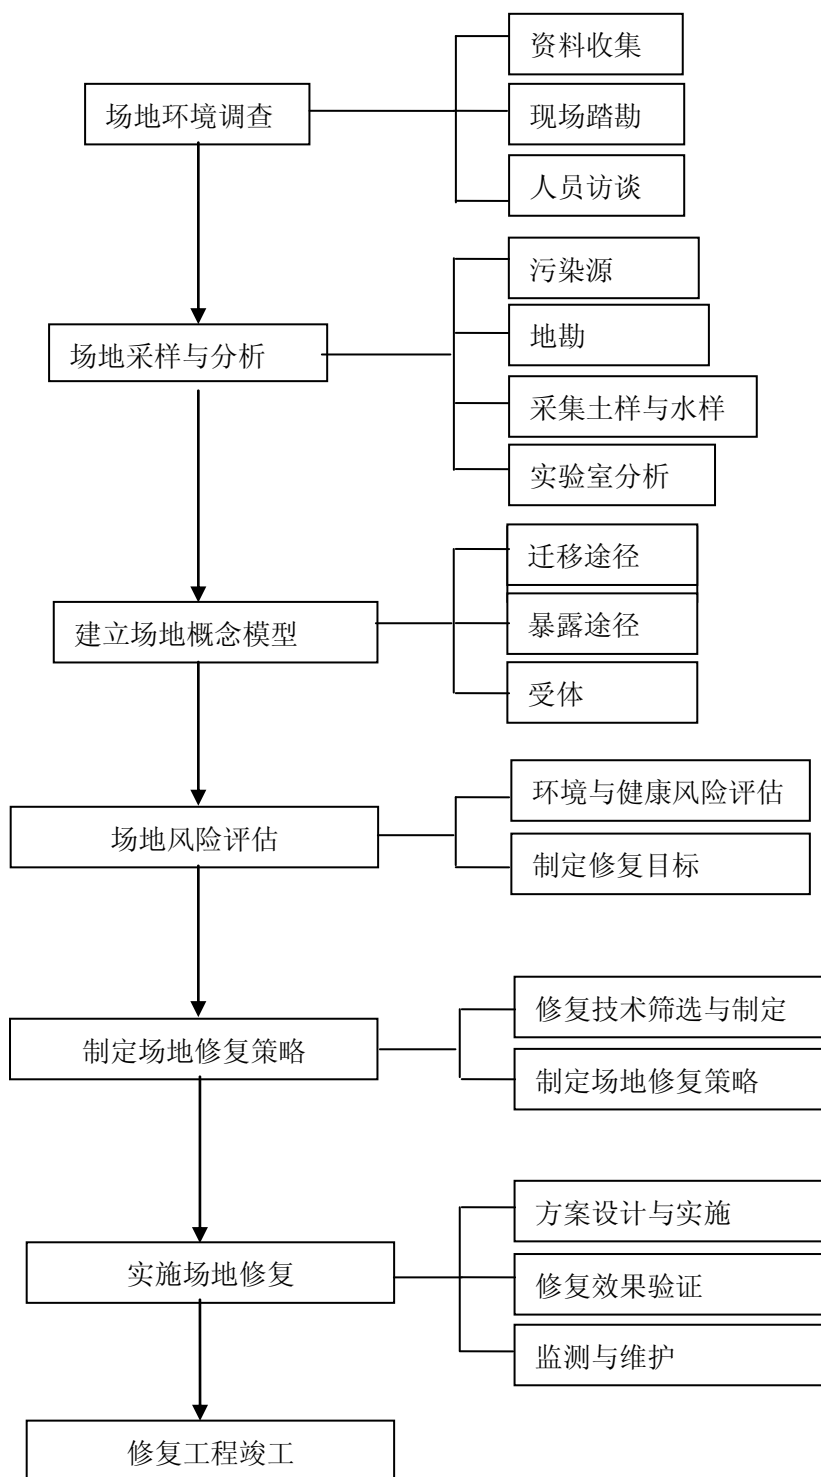 资料收集
场地环境调查
现场踏勘
人员访谈
污染源
地勘
场地采样与分析
采集土样与水样
实验室分析
迁移途径
建立场地概念模型
暴露途径
受体
环境与健康风险评估
场地风险评估
制定修复目标
修复技术筛选与制定
制定场地修复策略
制定场地修复策略
方案设计与实施
实施场地修复
修复效果验证
监测与维护
修复工程竣工